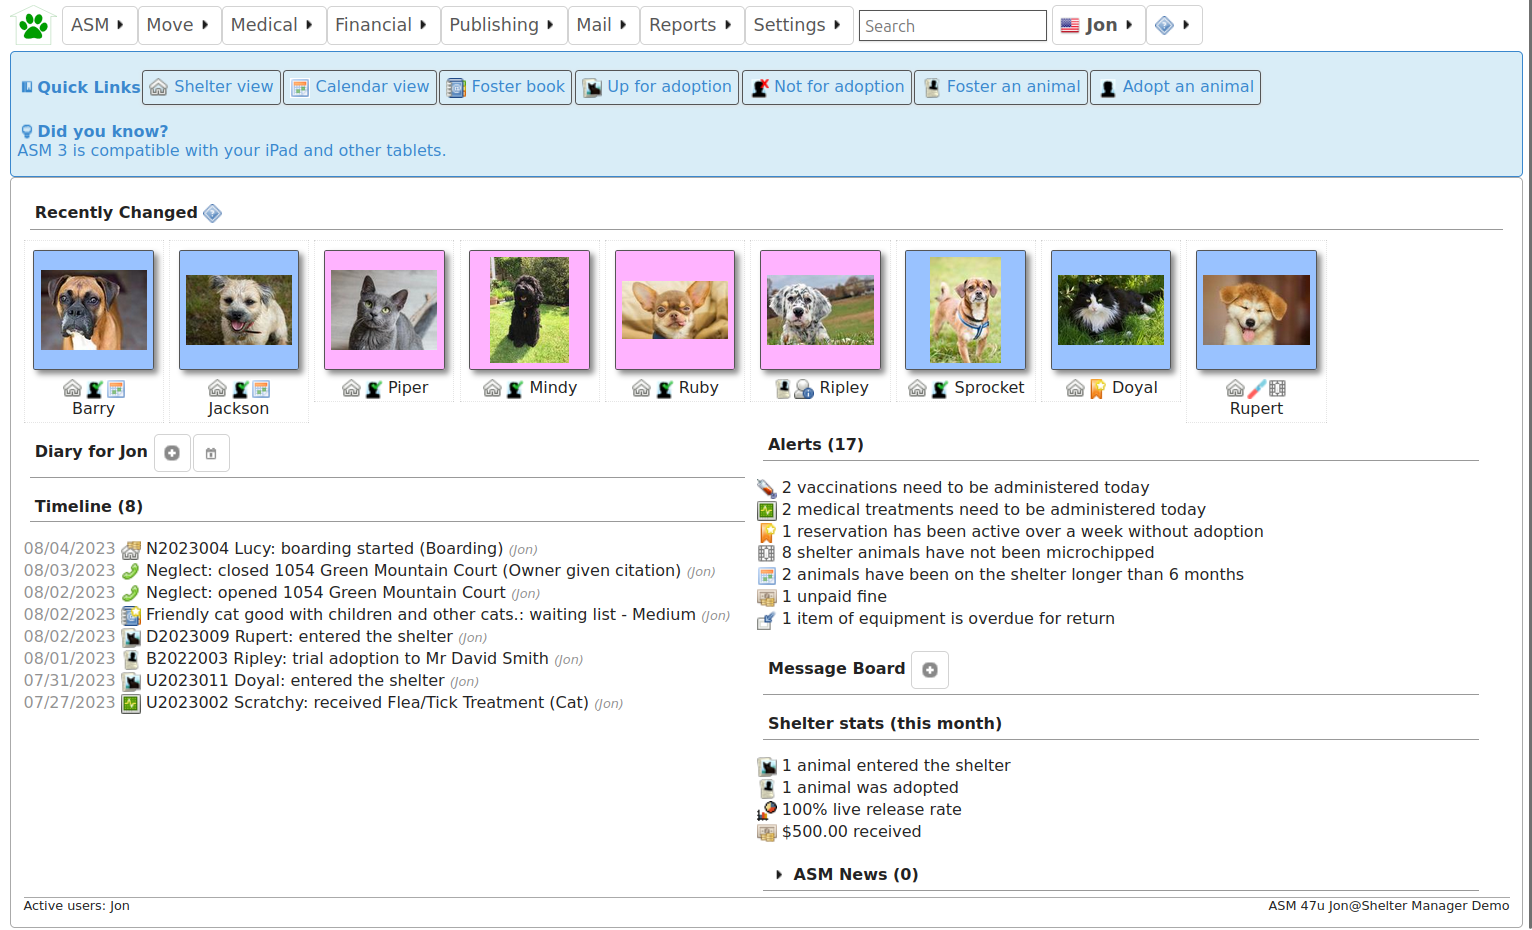 ASM Move Medical Financial Publishing Mail Reports Settings Search Jon
Quick Links Shelter view Calendar view Foster book Up for adoption Not for adoption Foster an animal Adopt an animal
Did you know?
ASM 3 is compatible with your iPad and other tablets.
Recently Changed
Barry
Jackson
Piper
Mindy
Ruby
Ripley
Sprocket
Doyal
Rupert
Diary for Jon
Timeline (8)
08/04/2023 N2023004 Lucy: boarding started (Boarding) (Jon)
08/03/2023 Neglect: closed 1054 Green Mountain Court (Owner given citation) (Jon)
08/02/2023 Neglect: opened 1054 Green Mountain Court (Jon)
08/02/2023 Friendly cat good with children and other cats.: waiting list - Medium (Jon)
08/02/2023 D2023009 Rupert: entered the shelter (Jon)
08/01/2023 B2022003 Ripley: trial adoption to Mr David Smith (Jon)
07/31/2023 U2023011 Doyal: entered the shelter (Jon)
07/27/2023 U2023002 Scratchy: received Flea/Tick Treatment (Cat) (Jon)
Alerts (17)
2 vaccinations need to be administered today
2 medical treatments need to be administered today
1 reservation has been active over a week without adoption
8 shelter animals have not been microchipped
2 animals have been on the shelter longer than 6 months
1 unpaid fine
1 item of equipment is overdue for return
Message Board
Shelter stats (this month)
1 animal entered the shelter
1 animal was adopted
100% live release rate
$500.00 received
ASM News (0)
Active users: Jon
ASM 47u Jon@Shelter Manager Demo